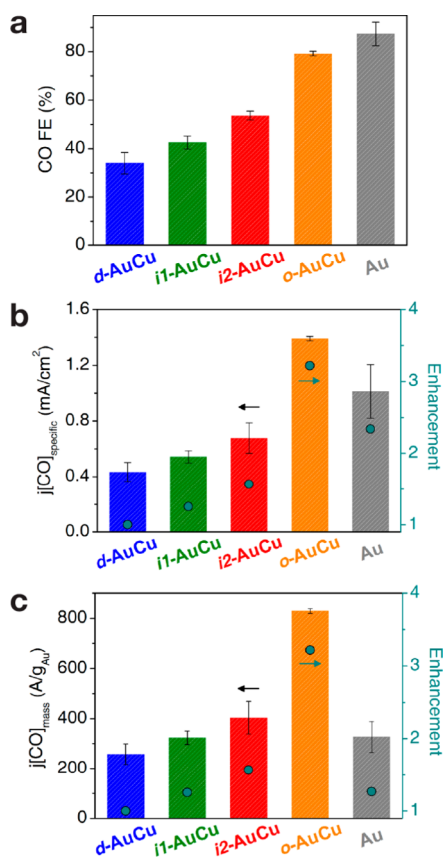 a
CO FE (%)
80
60
40
20
0
d-AuCu
i1-AuCu
i2-AuCu
o-AuCu
Au
b
j[CO]specific (mA/cm²)
1.6
1.2
0.8
0.4
0.0
4
3
2
1
Enhancement
d-AuCu
i1-AuCu
i2-AuCu
o-AuCu
Au
c
j[CO]mass (A/gAu)
800
600
400
200
0
4
3
2
1
Enhancement
d-AuCu
i1-AuCu
i2-AuCu
o-AuCu
Au